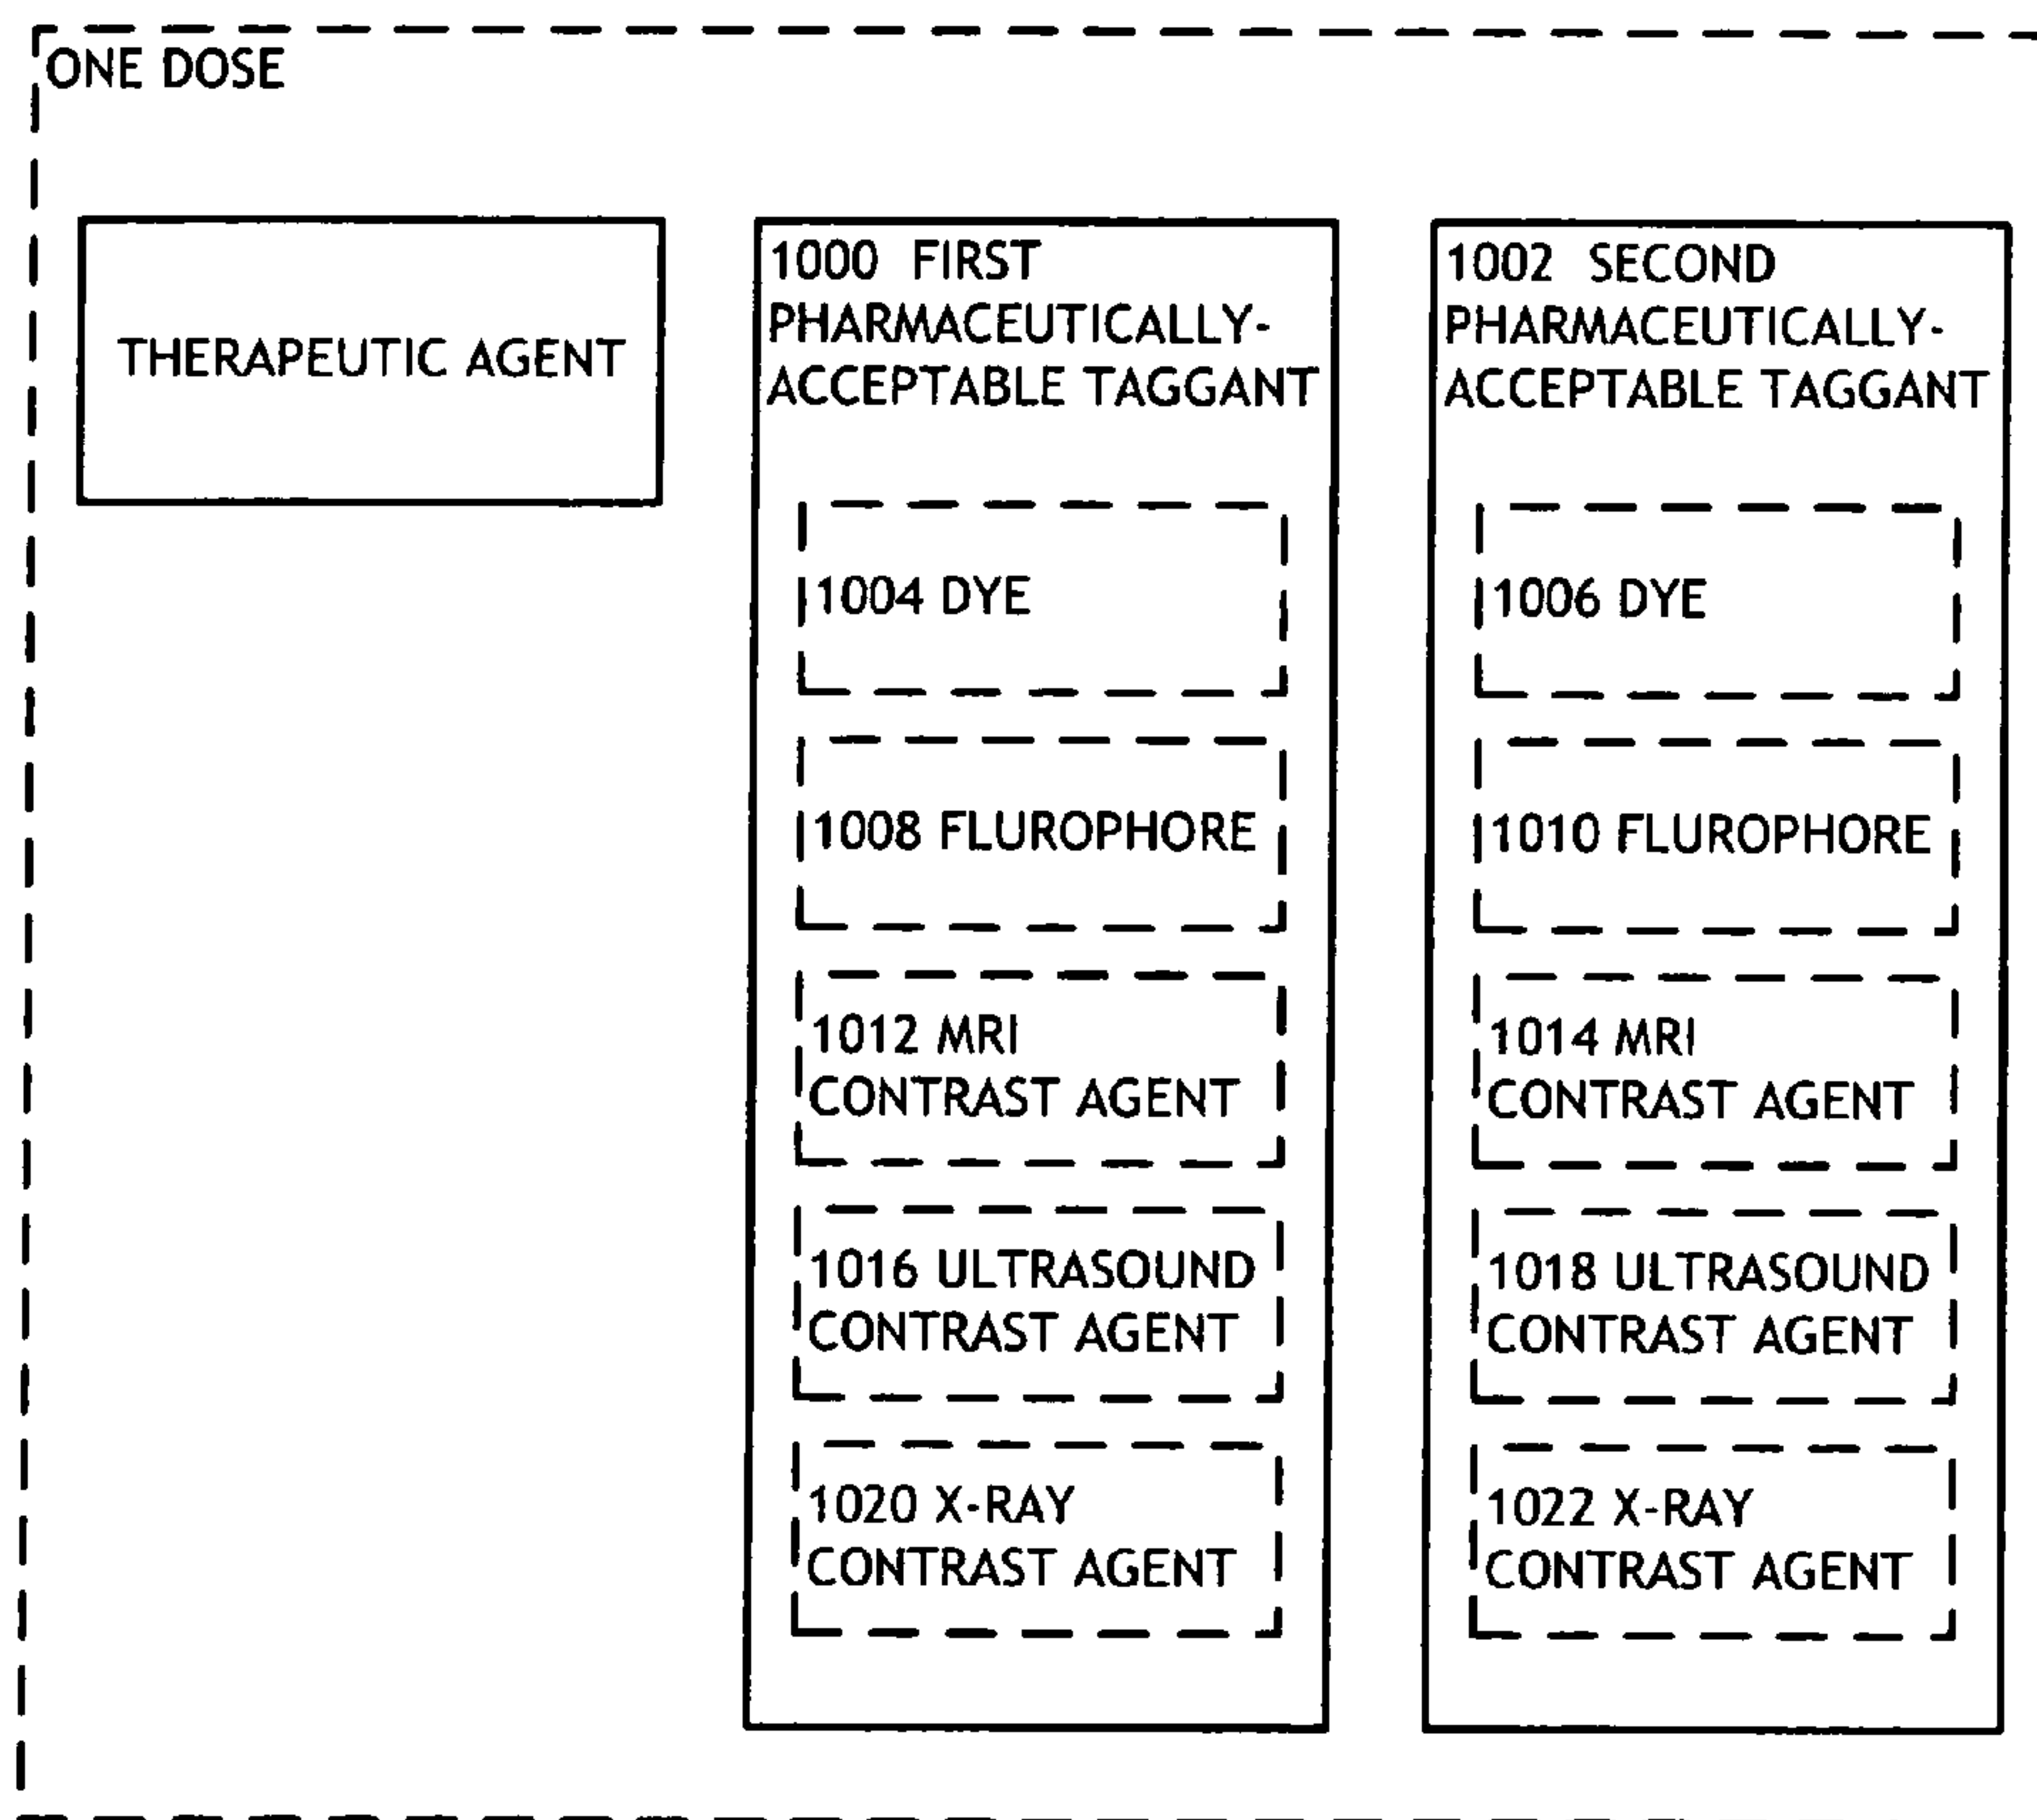 ONE DOSE
THERAPEUTIC AGENT
1000 FIRST
PHARMACEUTICALLY-
ACCEPTABLE TAGGANT
1004 DYE
1008 FLUROPHORE
1012 MRI
CONTRAST AGENT
1016 ULTRASOUND
CONTRAST AGENT
1020 X-RAY
CONTRAST AGENT
1002 SECOND
PHARMACEUTICALLY-
ACCEPTABLE TAGGANT
1006 DYE
1010 FLUROPHORE
1014 MRI
CONTRAST AGENT
1018 ULTRASOUND
CONTRAST AGENT
1022 X-RAY
CONTRAST AGENT